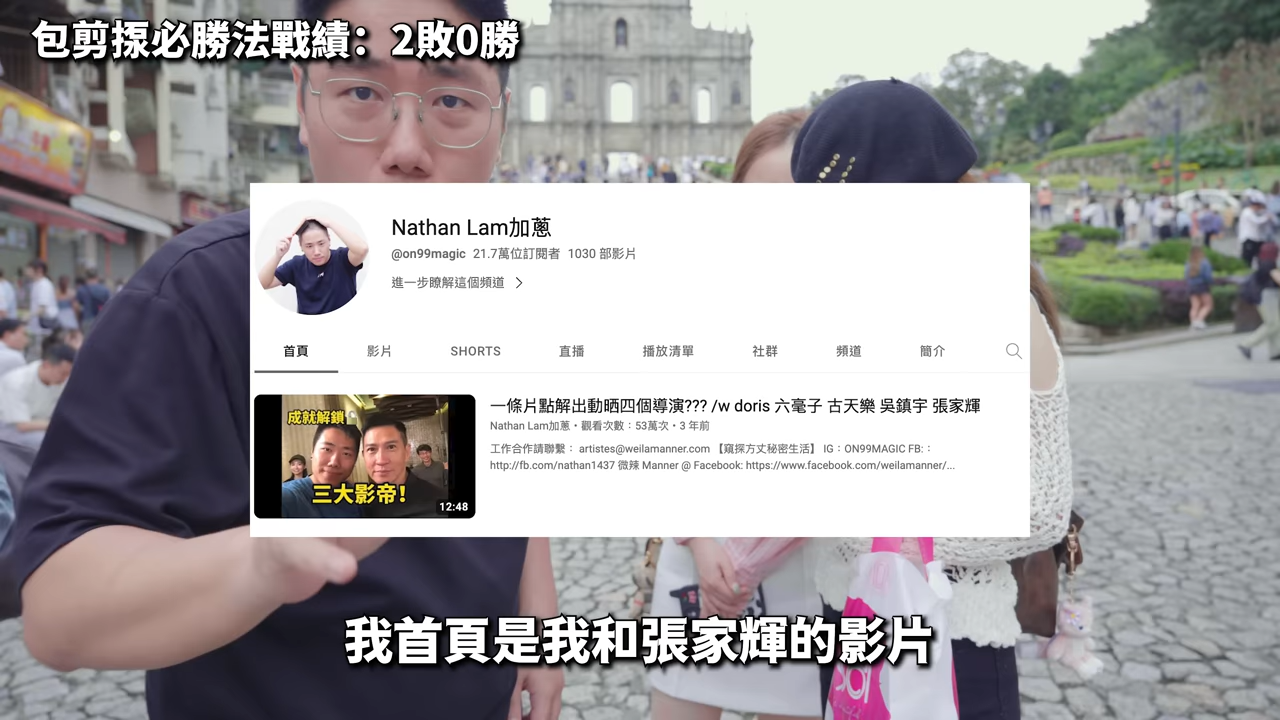 包剪揼必勝法戰績：2敗0勝
Nathan Lam加蔥
@on99magic 21.7萬位訂閱者 1030 部影片
進一步瞭解這個頻道
首頁 影片 SHORTS 直播 播放清單 社群 頻道 簡介
成就解鎖
三大影帝！
12:48
一條片點解出動晒四個導演??? /w doris 六毫子 古天樂 吳鎮宇 張家輝
Nathan Lam加蔥・觀看次數：53萬次・3 年前
工作合作請聯繫： artistes@weilamanner.com 【窺探方丈秘密生活】 IG：ON99MAGIC FB:：
http://fb.com/nathan1437 微辣 Manner @ Facebook: https://www.facebook.com/weilamanner/...
我首頁是我和張家輝的影片